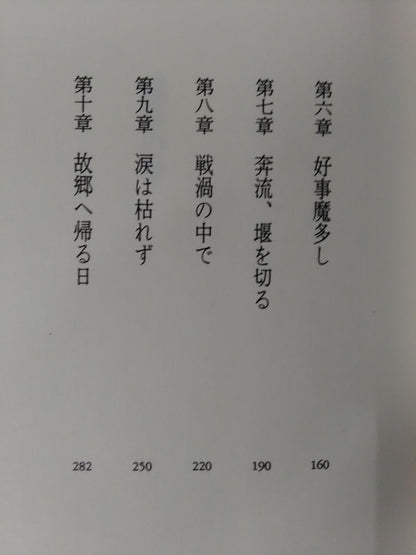 第六章 好事魔多し 160
第七章 奔流、堰を切る 190
第八章 戦渦の中で 220
第九章 涙は枯れず 250
第十章 故郷へ帰る日 282